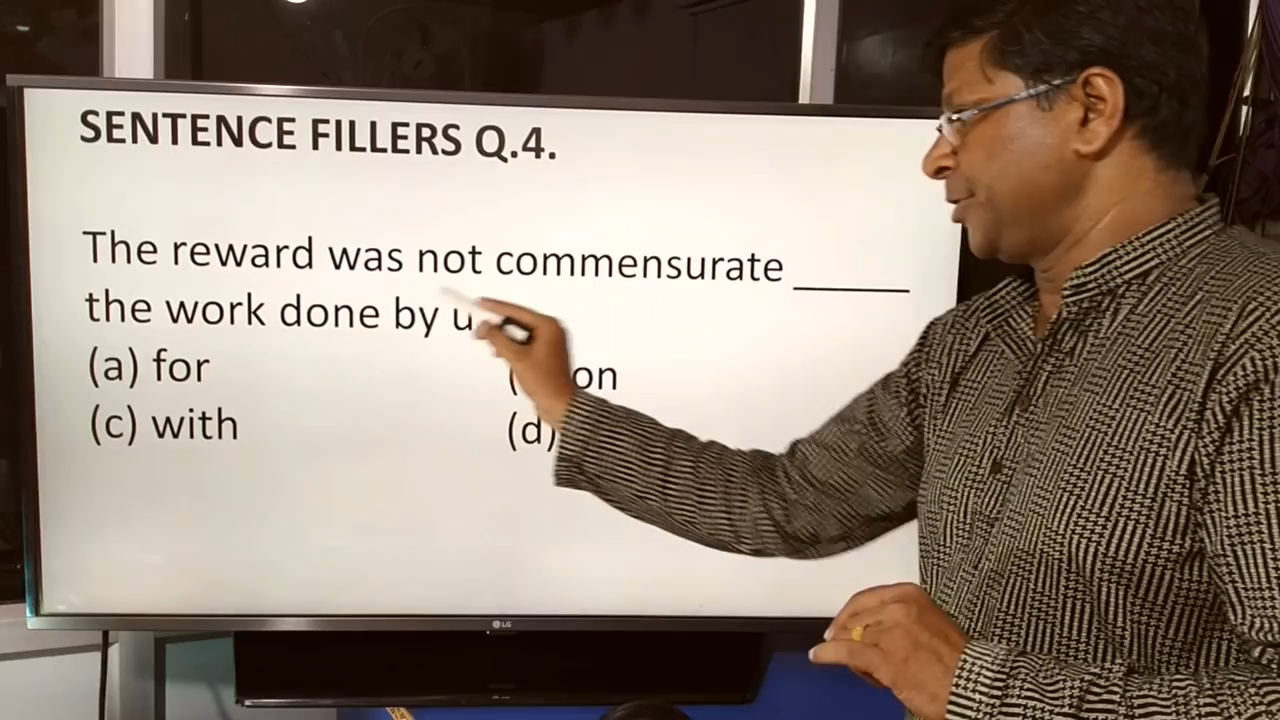 SENTENCE FILLERS Q.4.
The reward was not commensurate ______
the work done by
(a) for
on
(c) with
(d)
LG